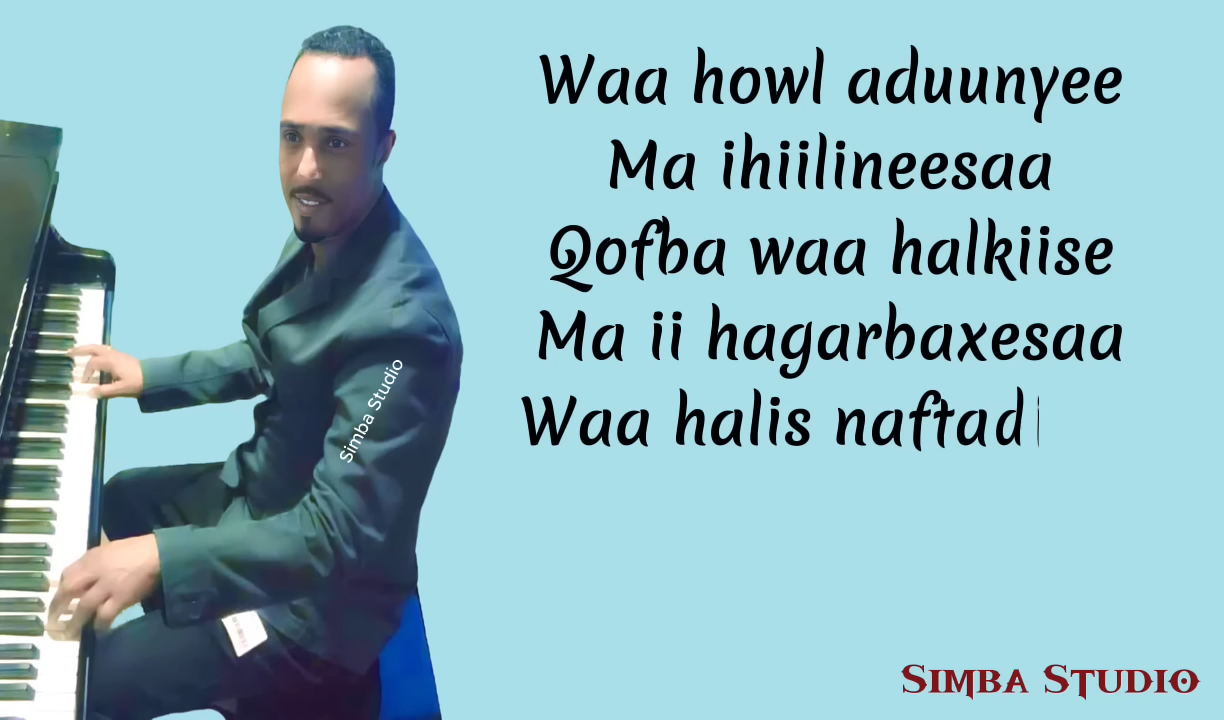 Waa howl aduunyee
Ma ihiilineesaa
Qofba waa halkiise
Ma ii hagarbaxesaa
Waa halis naftad
Simba Studio
Simba Studio